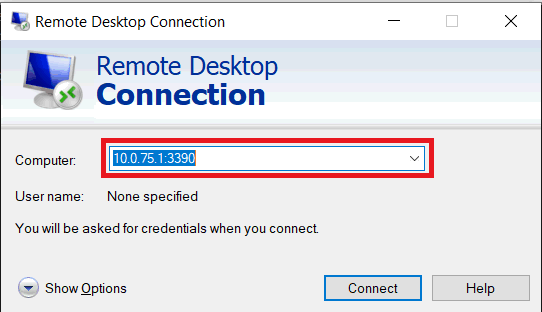 Remote Desktop Connection
Remote Desktop
Connection
Computer: 10.0.75.1:3390
User name: None specified
You will be asked for credentials when you connect.
Show Options Connect Help